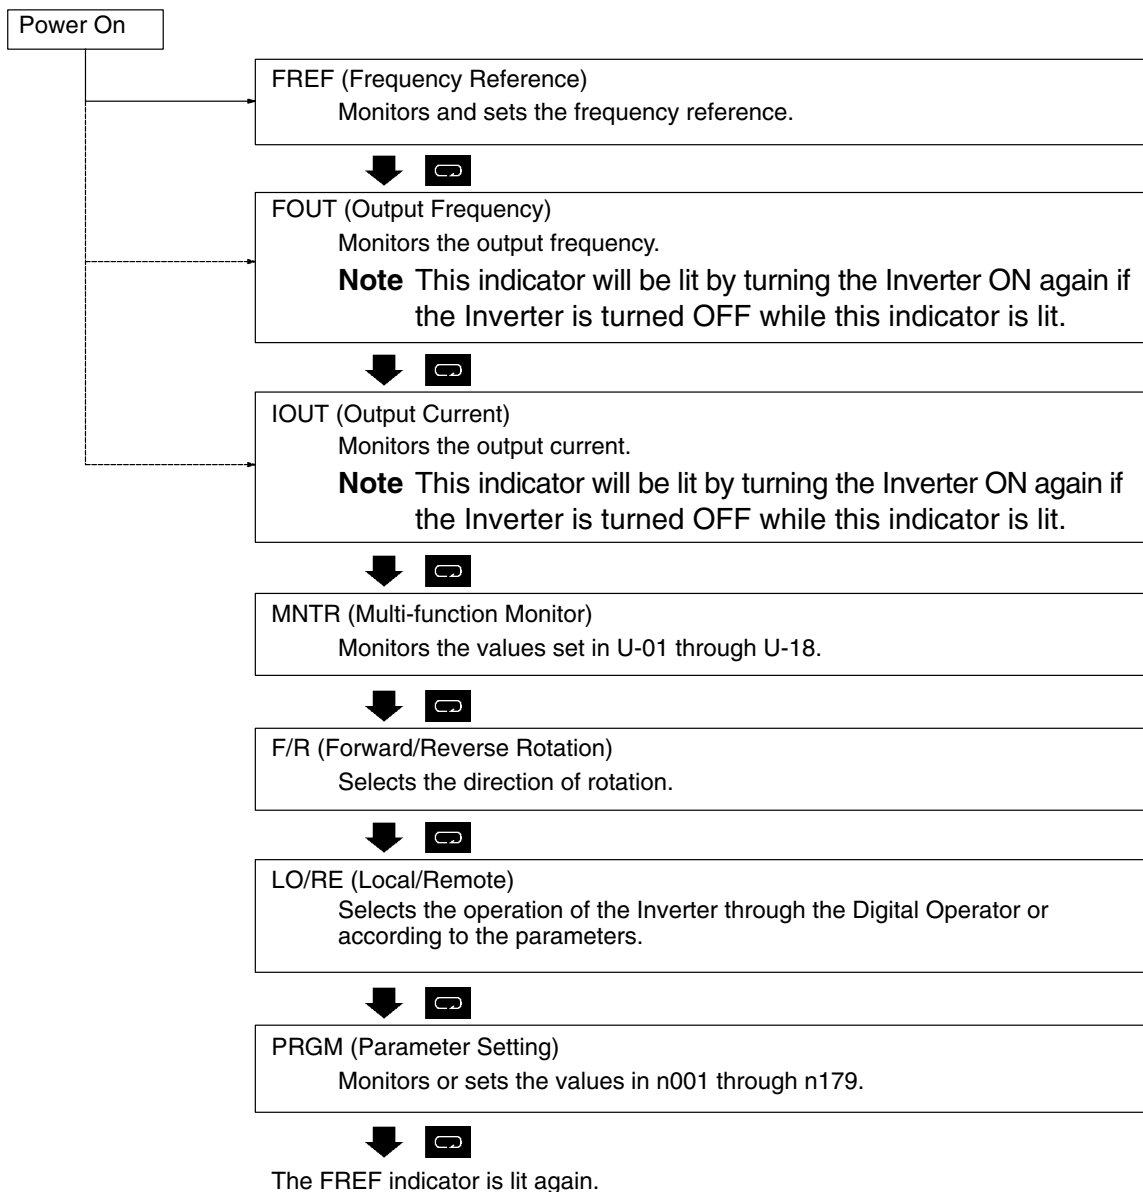 Power On
FREF (Frequency Reference)
Monitors and sets the frequency reference.
FOUT (Output Frequency)
Monitors the output frequency.
Note This indicator will be lit by turning the Inverter ON again if
the Inverter is turned OFF while this indicator is lit.
IOUT (Output Current)
Monitors the output current.
Note This indicator will be lit by turning the Inverter ON again if
the Inverter is turned OFF while this indicator is lit.
MNTR (Multi-function Monitor)
Monitors the values set in U-01 through U-18.
F/R (Forward/Reverse Rotation)
Selects the direction of rotation.
LO/RE (Local/Remote)
Selects the operation of the Inverter through the Digital Operator or
according to the parameters.
PRGM (Parameter Setting)
Monitors or sets the values in n001 through n179.
The FREF indicator is lit again.